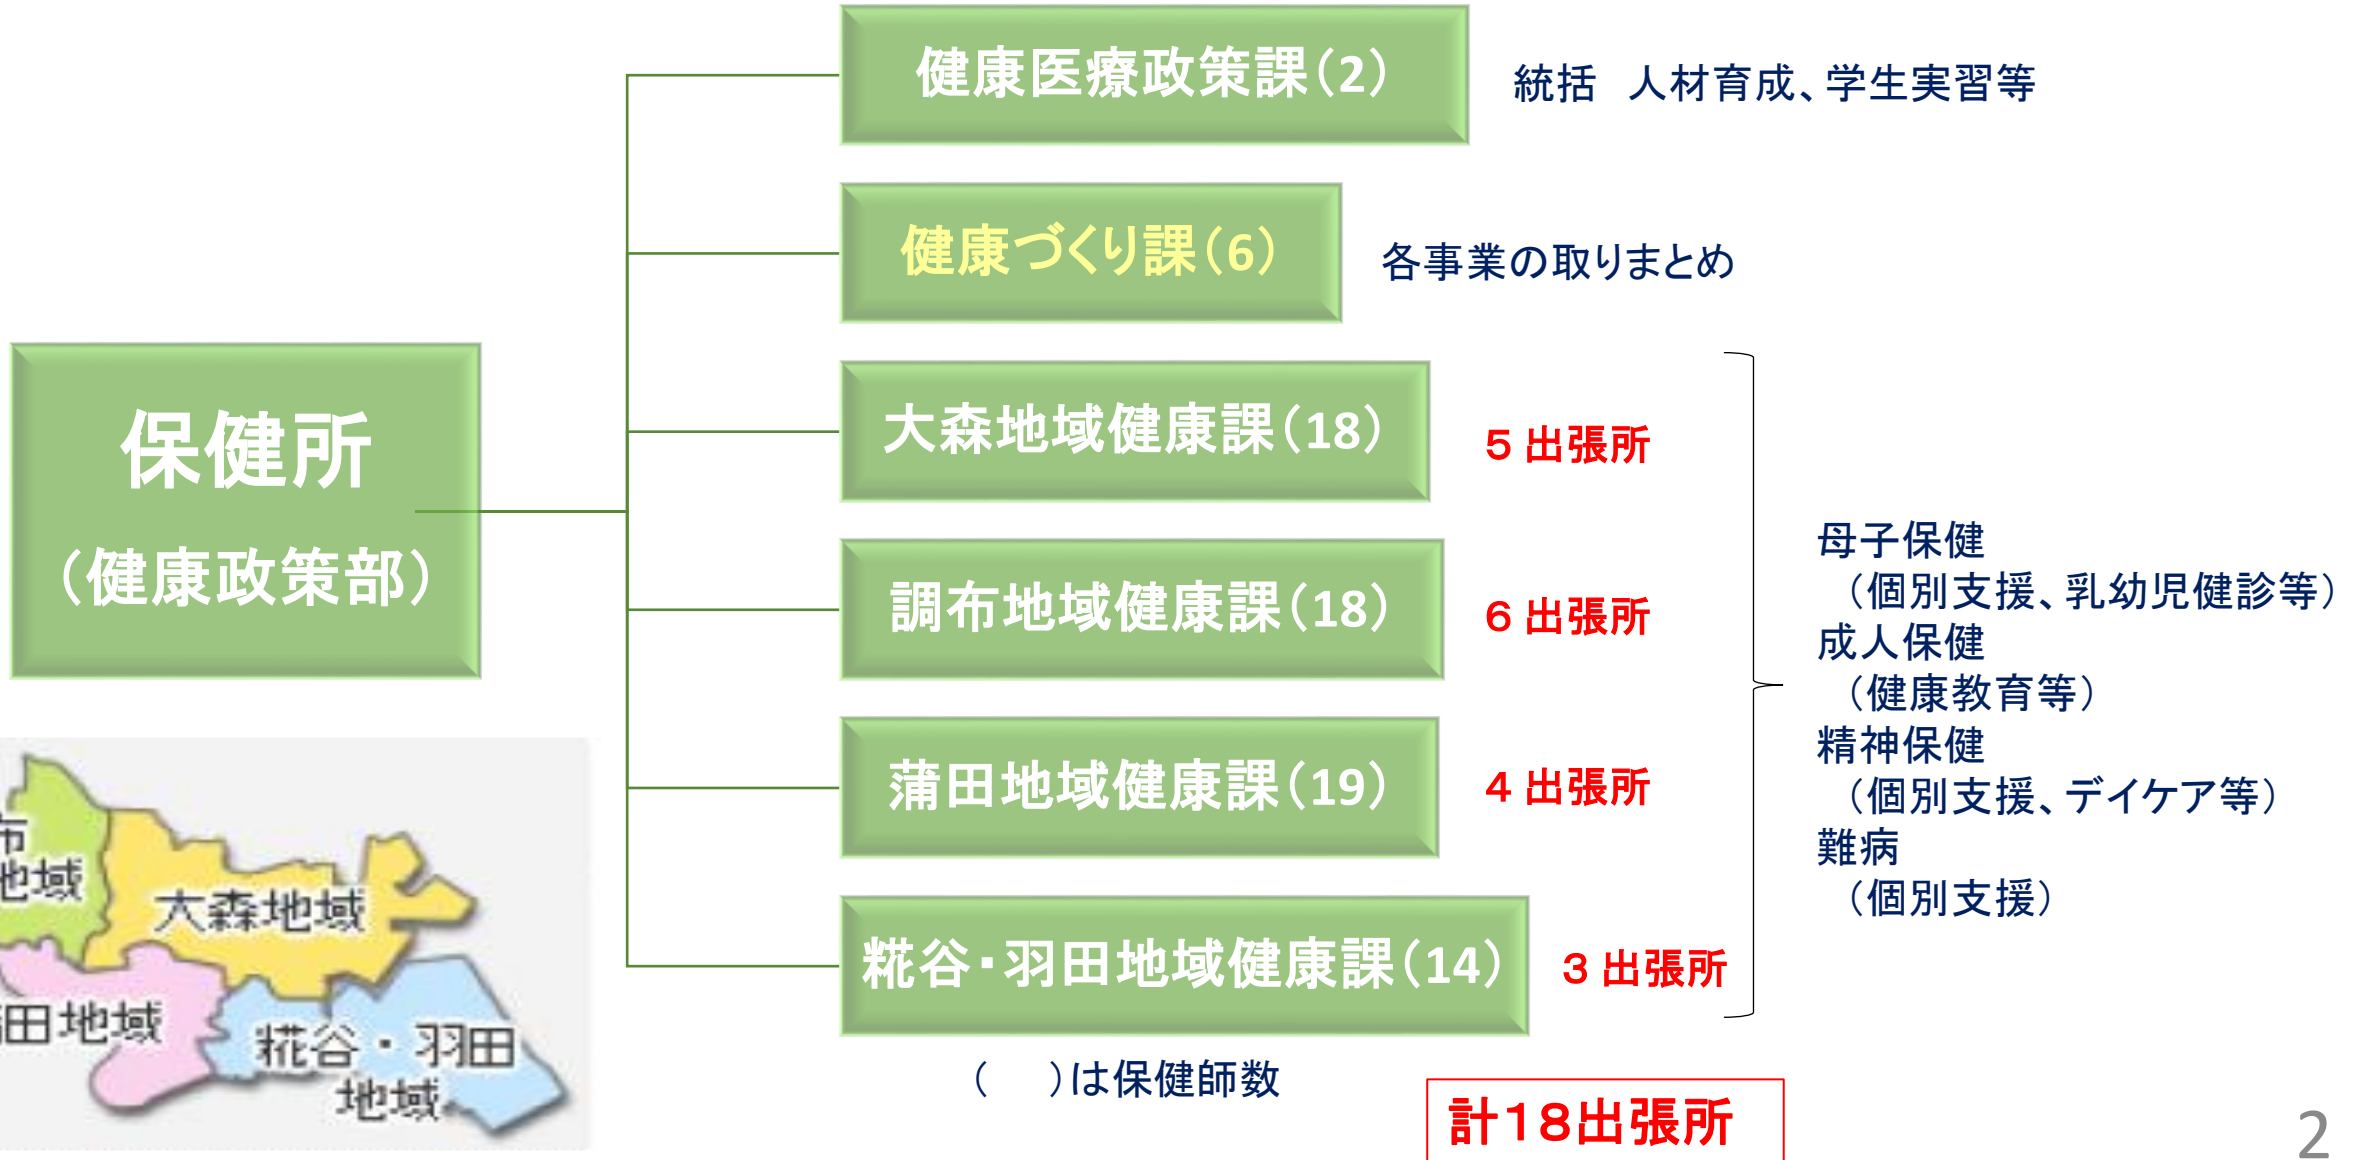 健康医療政策課(2)
統括　人材育成、学生実習等
健康づくり課(6)
各事業の取りまとめ
保健所
(健康政策部)
大森地域健康課(18)
5出張所
調布地域健康課(18)
6出張所
蒲田地域健康課(19)
4出張所
糀谷・羽田地域健康課(14)
3出張所
母子保健
(個別支援、乳幼児健診等)
成人保健
(健康教育等)
精神保健
(個別支援、デイケア等)
難病
(個別支援)
布
地域
大森地域
田地域
糀谷・羽田
地域
(　)は保健師数
計18出張所
2